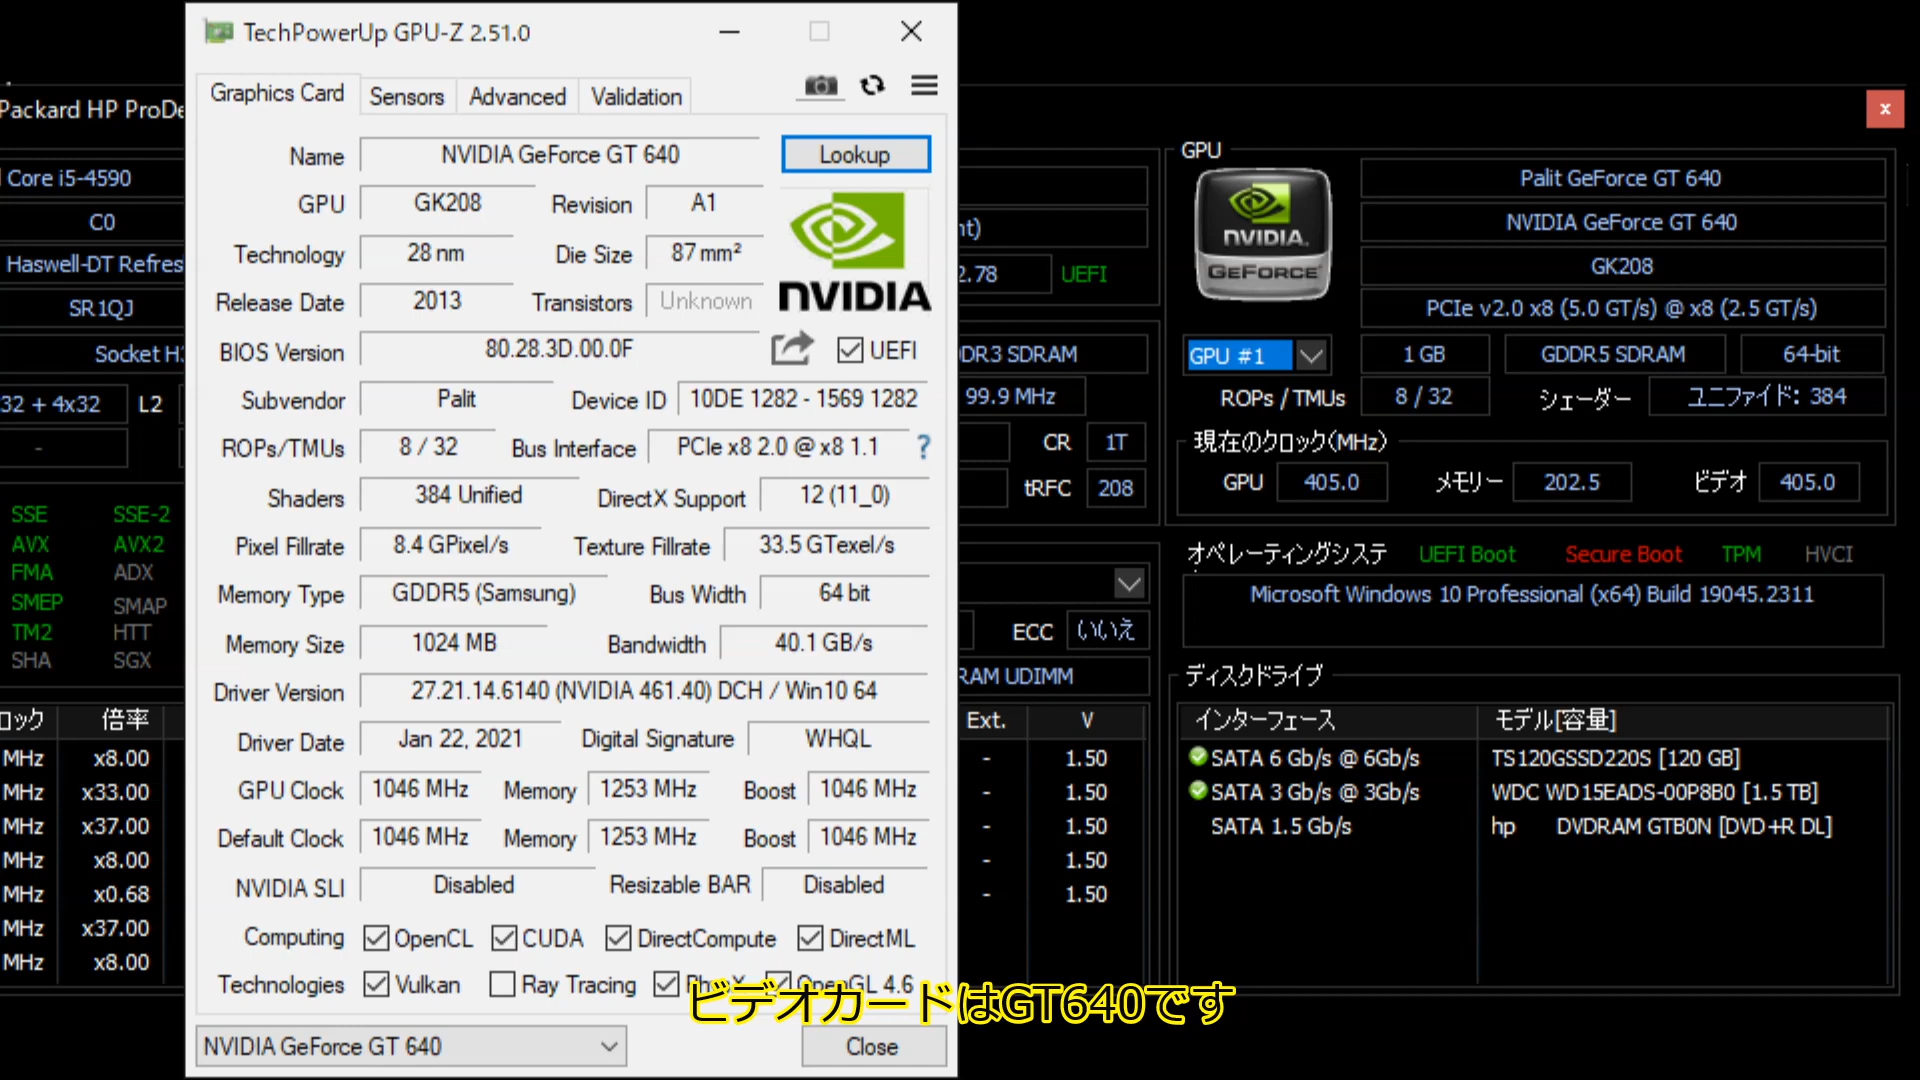 TechPowerUp GPU-Z 2.51.0
Graphics Card Sensors Advanced Validation
Name NVIDIA GeForce GT 640 Lookup
GPU GK208 Revision A1
Technology 28 nm Die Size 87 mm²
Release Date 2013 Transistors Unknown
NVIDIA
BIOS Version 80.28.3D.00.0F UEFI
Subvendor Palit Device ID 10DE 1282 - 1569 1282
ROPs/TMUs 8 / 32 Bus Interface PCIe x8 2.0 @ x8 1.1 ?
Shaders 384 Unified DirectX Support 12 (11_0)
Pixel Fillrate 8.4 GPixel/s Texture Fillrate 33.5 GTexel/s
Memory Type GDDR5 (Samsung) Bus Width 64 bit
Memory Size 1024 MB Bandwidth 40.1 GB/s
Driver Version 27.21.14.6140 (NVIDIA 461.40) DCH / Win10 64
Driver Date Jan 22, 2021 Digital Signature WHQL
GPU Clock 1046 MHz Memory 1253 MHz Boost 1046 MHz
Default Clock 1046 MHz Memory 1253 MHz Boost 1046 MHz
NVIDIA SLI Disabled Resizable BAR Disabled
Computing OpenCL CUDA DirectCompute DirectML
Technologies Vulkan Ray Tracing PhysX OpenGL 4.6
NVIDIA GeForce GT 640 Close
Packard HP ProDe
Core i5-4590
C0
Haswell-DT Refres
SR1QJ
Socket H3
32 + 4x32 L2
-
SSE SSE-2
AVX AVX2
FMA ADX
SMEP SMAP
TM2 HTT
SHA SGX
ロック 倍率
MHz x8.00
MHz x33.00
MHz x37.00
MHz x8.00
MHz x0.68
MHz x37.00
MHz x8.00
nt)
2.78 UEFI
DR3 SDRAM
99.9 MHz
CR 1T
tRFC 208
ECC いいえ
RAM UDIMM
Ext. V
- 1.50
- 1.50
- 1.50
- 1.50
- 1.50
x
GPU
NVIDIA.
GEFORCE
Palit GeForce GT 640
NVIDIA GeForce GT 640
GK208
PCIe v2.0 x8 (5.0 GT/s) @ x8 (2.5 GT/s)
GPU #1 1 GB GDDR5 SDRAM 64-bit
ROPs / TMUs 8 / 32 シェーダー ユニファイド: 384
現在のクロック(MHz)
GPU 405.0 メモリー 202.5 ビデオ 405.0
オペレーティングシステ UEFI Boot Secure Boot TPM HVCI
Microsoft Windows 10 Professional (x64) Build 19045.2311
ディスクドライブ
インターフェース モデル[容量]
SATA 6 Gb/s @ 6Gb/s TS120GSSD220S [120 GB]
SATA 3 Gb/s @ 3Gb/s WDC WD15EADS-00P8B0 [1.5 TB]
SATA 1.5 Gb/s hp DVDRAM GTB0N [DVD+R DL]
ビデオカードはGT640です